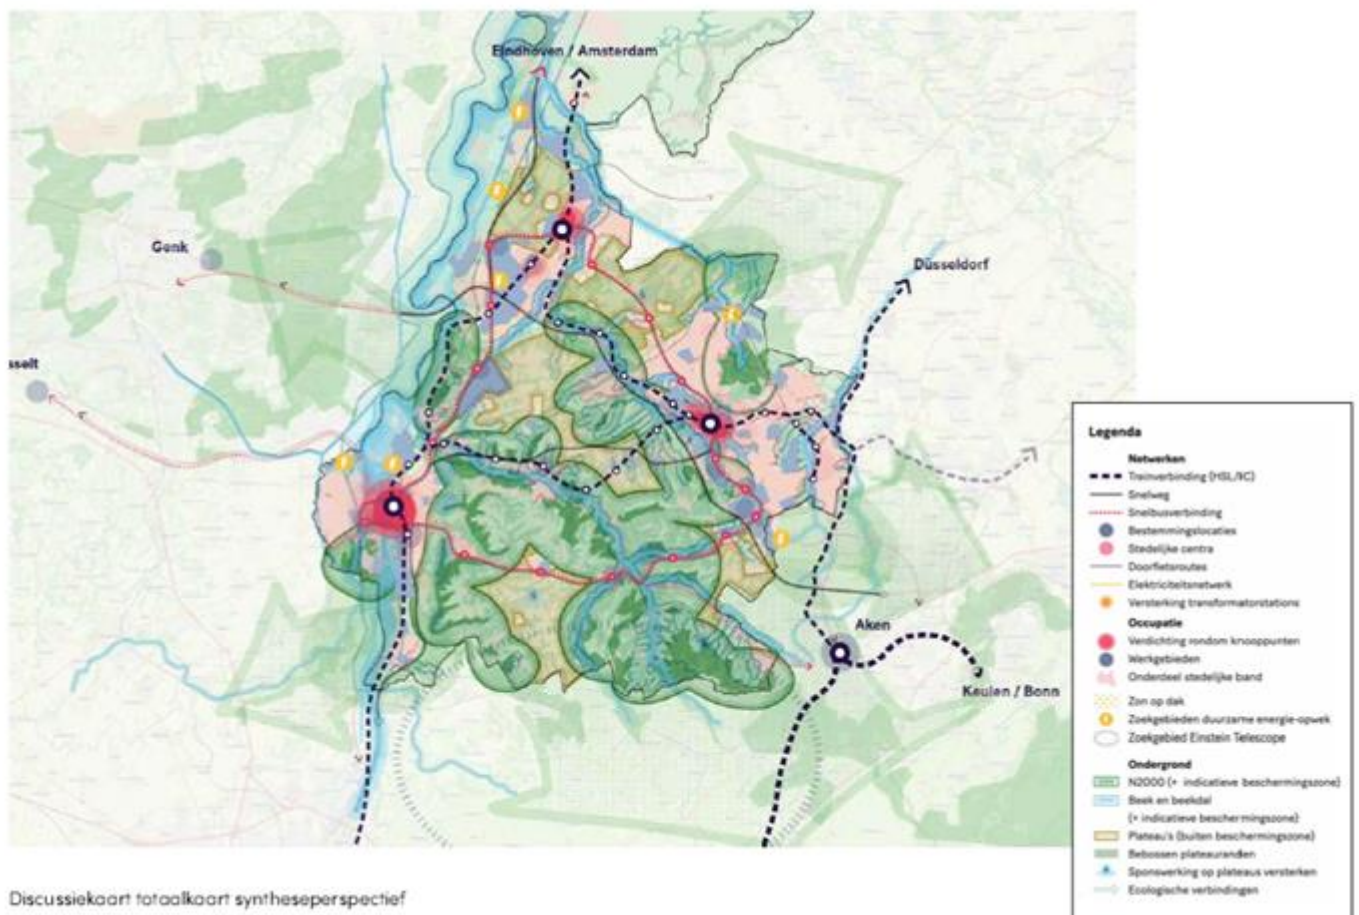 Eindhoven / Amsterdam
Genk
Düsseldorf
sselt
Aken
Keulen / Bonn
Legenda
Netwerken
Treinverbinding (HSL/IC)
Snelweg
Snelbusverbinding
Bestemmingslocaties
Stedelijke centra
Doorfietsroutes
Elektriciteitsnetwerk
Versterking transformatorstations
Occupatie
Verdichting rondom knooppunten
Werkgebieden
Onderdeel stedelijke band
Zon op dak
Zoekgebieden duurzame energie-opwek
Zoekgebied Einstein Telescope
Ondergrond
N2000 (+ indicatieve beschermingszone)
Beek en beekdal
(+ indicatieve beschermingszone)
Plateau's (buiten beschermingszone)
Bebossen plateauranden
Sponswerking op plateaus versterken
Ecologische verbindingen
Discussiekaart totaalkaart syntheseperspectief